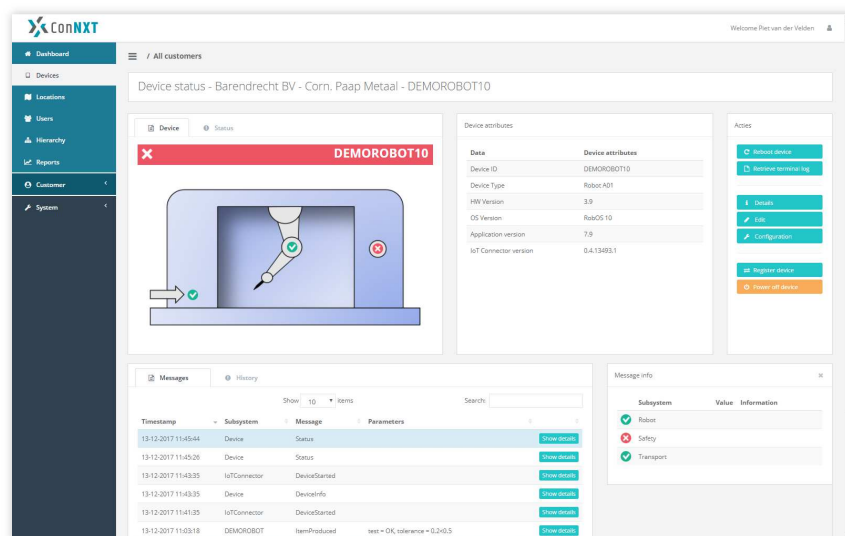 ConNXT
Welcome Piet van der Velden
Dashboard
Devices
Locations
Users
Hierarchy
Reports
Customer
System
/ All customers
Device status - Barendrecht BV - Corn. Paap Metaal - DEMOROBOT10
Device
Status
DEMOROBOT10
Device attributes
Data Device attributes
Device ID DEMOROBOT10
Device Type Robot A01
HW Version 3.9
OS Version RobOS 10
Application version 7.9
IoT Connector version 0.4.13493.1
Acties
Reboot device
Retrieve terminal log
Details
Edit
Configuration
Register device
Power off device
Messages
History
Show 10 items
Search:
Timestamp Subsystem Message Parameters
13-12-2017 11:45:44 Device Status Show details
13-12-2017 11:45:26 Device Status Show details
13-12-2017 11:43:35 IoTConnector DeviceStarted Show details
13-12-2017 11:43:35 Device DeviceInfo Show details
13-12-2017 11:41:35 IoTConnector DeviceStarted Show details
13-12-2017 11:03:18 DEMOROBOT ItemProduced test = OK, tolerance = 0.2<0.5 Show details
Message info
Subsystem Value Information
Robot
Safety
Transport